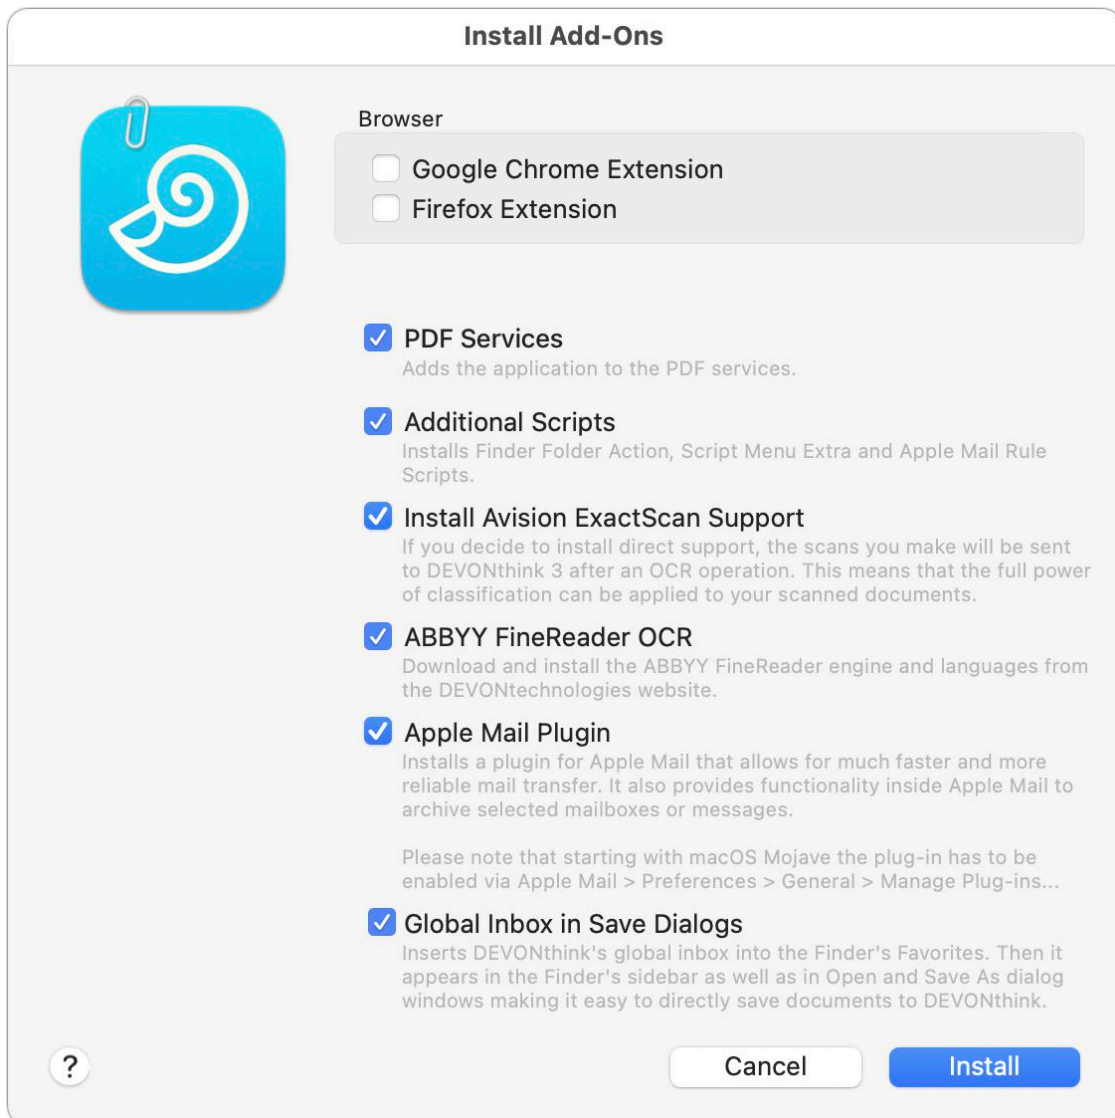 Install Add-Ons
Browser
Google Chrome Extension
Firefox Extension
PDF Services
Adds the application to the PDF services.
Additional Scripts
Installs Finder Folder Action, Script Menu Extra and Apple Mail Rule
Scripts.
Install Avision ExactScan Support
If you decide to install direct support, the scans you make will be sent
to DEVONthink 3 after an OCR operation. This means that the full power
of classification can be applied to your scanned documents.
ABBYY FineReader OCR
Download and install the ABBYY FineReader engine and languages from
the DEVONtechnologies website.
Apple Mail Plugin
Installs a plugin for Apple Mail that allows for much faster and more
reliable mail transfer. It also provides functionality inside Apple Mail to
archive selected mailboxes or messages.
Please note that starting with macOS Mojave the plug-in has to be
enabled via Apple Mail > Preferences > General > Manage Plug-ins...
Global Inbox in Save Dialogs
Inserts DEVONthink's global inbox into the Finder's Favorites. Then it
appears in the Finder's sidebar as well as in Open and Save As dialog
windows making it easy to directly save documents to DEVONthink.
?
Cancel
Install